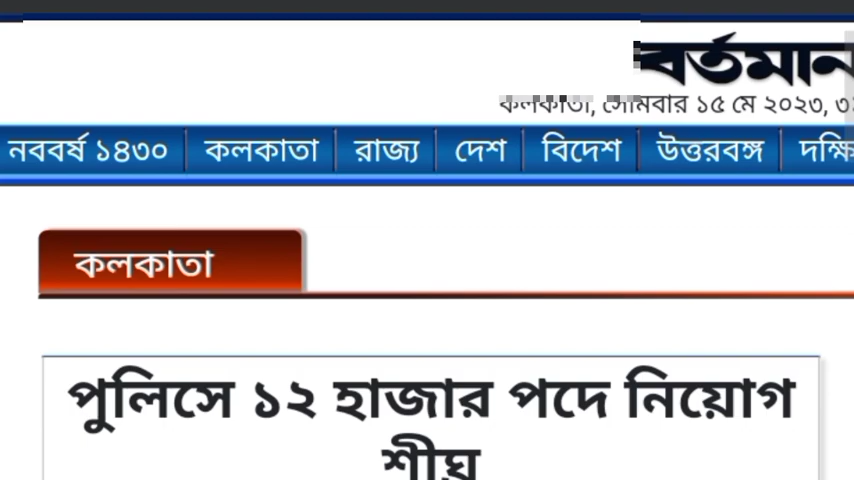 বর্তমান
কলকাতা, সোমবার ১৫ মে ২০২৩,
নববর্ষ ১৪৩০ কলকাতা রাজ্য দেশ বিদেশ উত্তরবঙ্গ
কলকাতা
পুলিসে ১২ হাজার পদে নিয়োগ
শীঘ্র